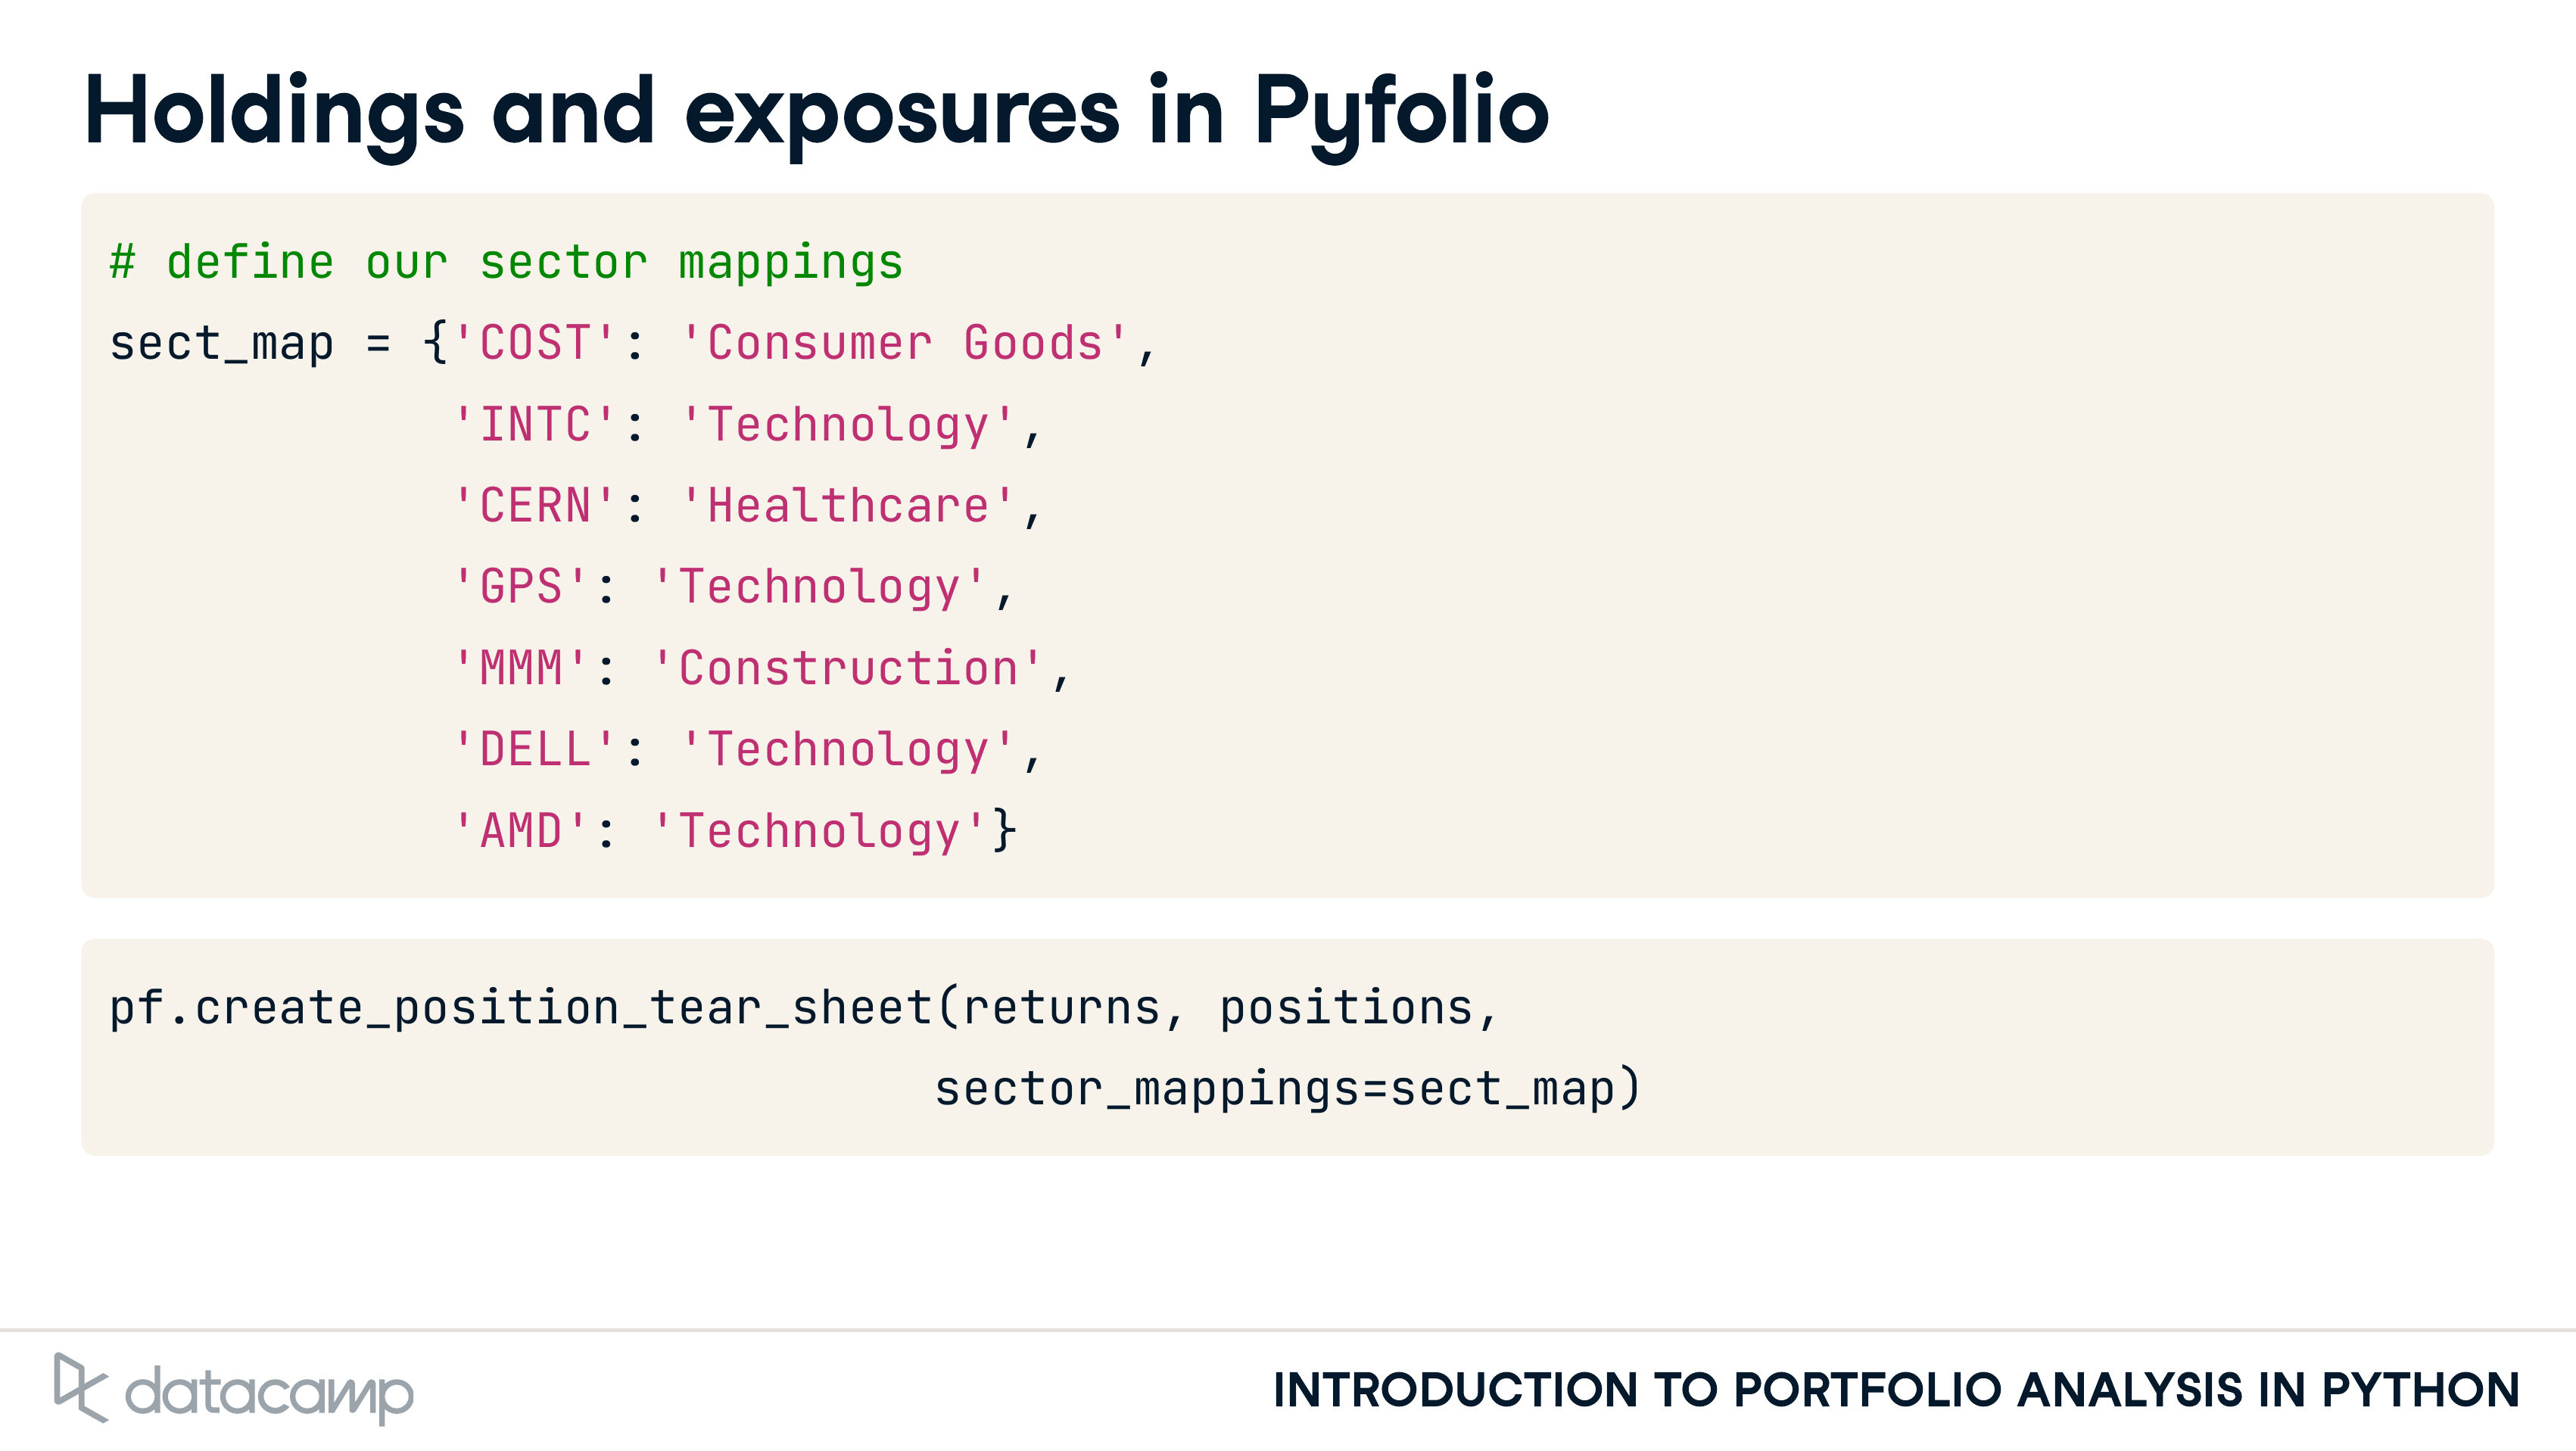 Holdings and exposures in Pyfolio
# define our sector mappings
sect_map = {'COST': 'Consumer Goods',
            'INTC': 'Technology',
            'CERN': 'Healthcare',
            'GPS': 'Technology',
            'MMM': 'Construction',
            'DELL': 'Technology',
            'AMD': 'Technology'}
pf.create_position_tear_sheet(returns, positions,
                             sector_mappings=sect_map)
datacamp
INTRODUCTION TO PORTFOLIO ANALYSIS IN PYTHON